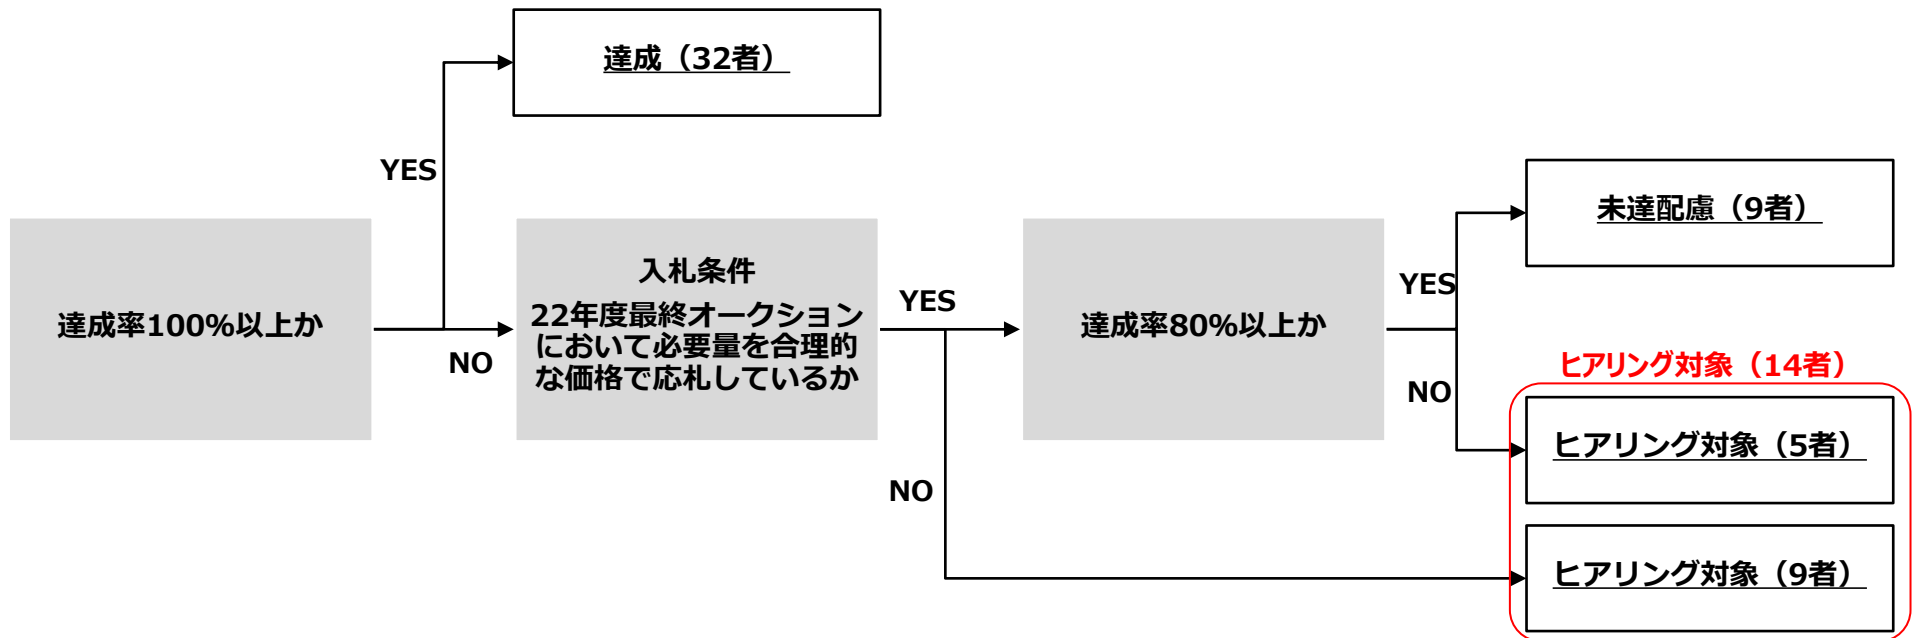 達成（32者）
YES
達成率100%以上か
NO
入札条件
22年度最終オークション
において必要量を合理的
な価格で応札しているか
YES
NO
達成率80%以上か
YES
NO
未達配慮（9者）
ヒアリング対象（14者）
ヒアリング対象（5者）
ヒアリング対象（9者）